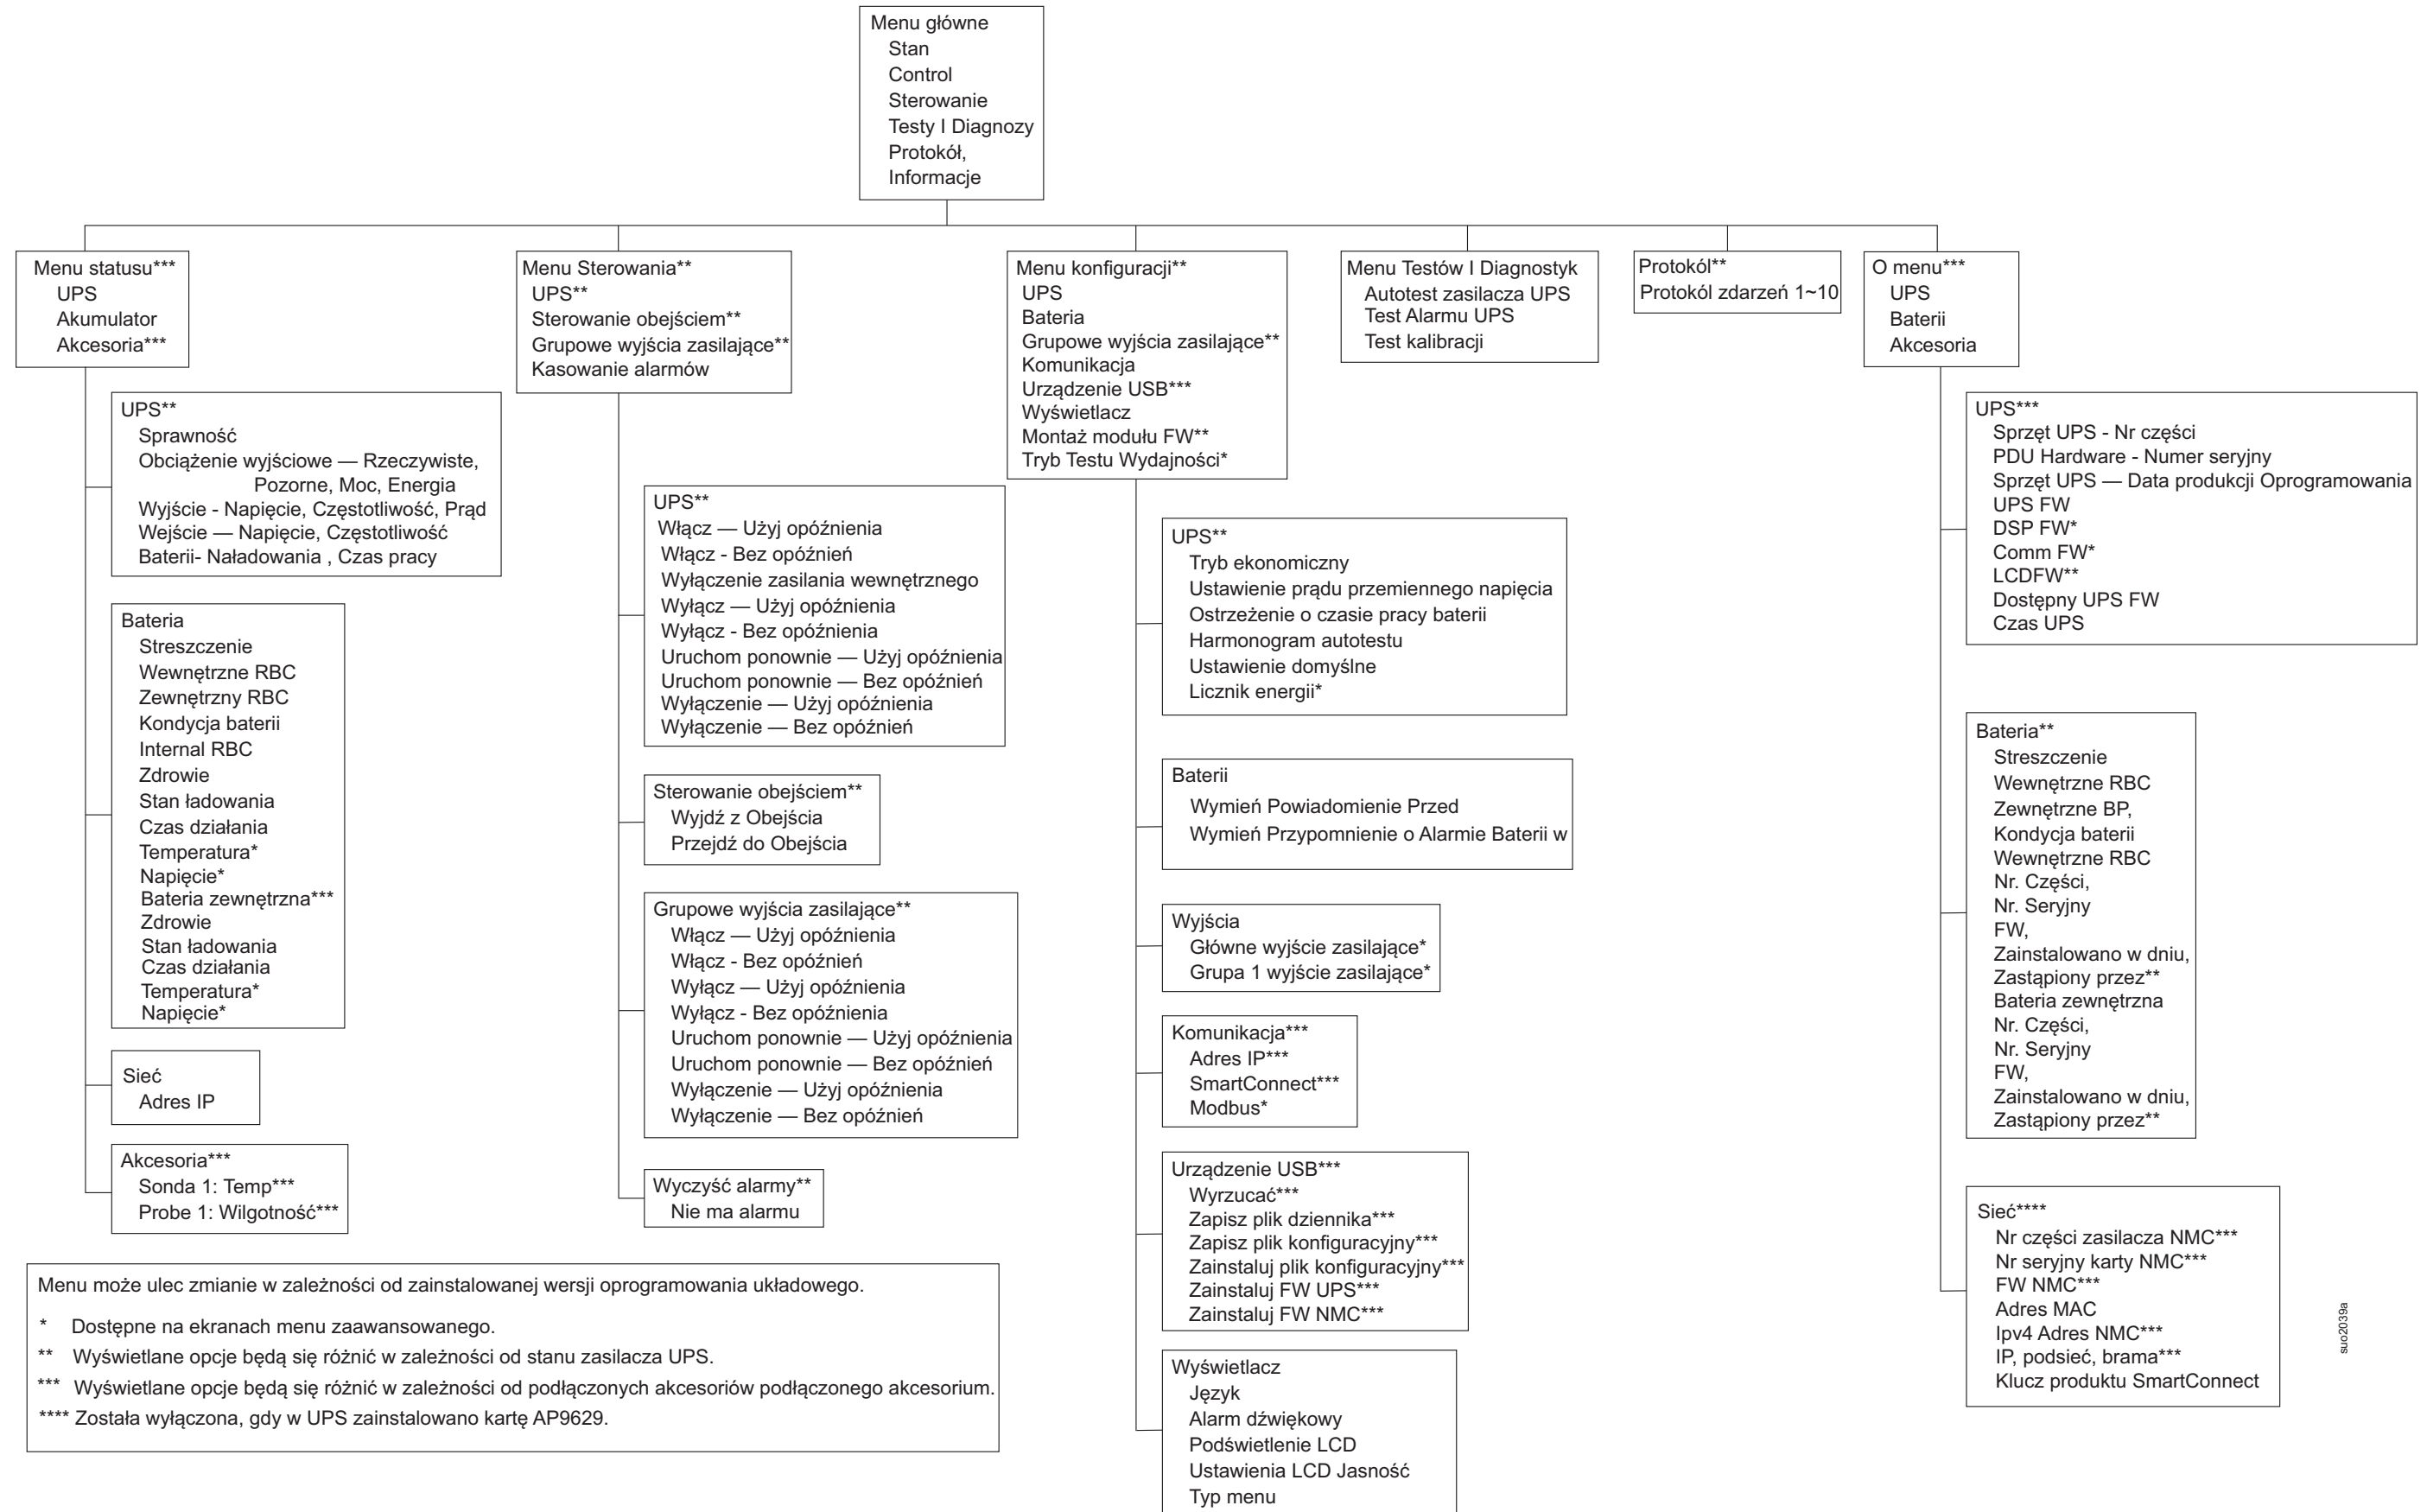 Menu główne
Stan
Control
Sterowanie
Testy I Diagnozy
Protokół,
Informacje
Menu statusu***
UPS
Akumulator
Akcesoria***
UPS**
Sprawność
Obciążenie wyjściowe — Rzeczywiste,
Pozorne, Moc, Energia
Wyjście - Napięcie, Częstotliwość, Prąd
Wejście — Napięcie, Częstotliwość
Baterii- Naładowania , Czas pracy
Bateria
Streszczenie
Wewnętrzne RBC
Zewnętrzny RBC
Kondycja baterii
Internal RBC
Zdrowie
Stan ładowania
Czas działania
Temperatura*
Napięcie*
Bateria zewnętrzna***
Zdrowie
Stan ładowania
Czas działania
Temperatura*
Napięcie*
Sieć
Adres IP
Akcesoria***
Sonda 1: Temp***
Probe 1: Wilgotność***
Menu Sterowania**
UPS**
Sterowanie obejściem**
Grupowe wyjścia zasilające**
Kasowanie alarmów
UPS**
Włącz — Użyj opóźnienia
Włącz - Bez opóźnień
Wyłączenie zasilania wewnętrznego
Wyłącz — Użyj opóźnienia
Wyłącz - Bez opóźnienia
Uruchom ponownie — Użyj opóźnienia
Uruchom ponownie — Bez opóźnień
Wyłączenie — Użyj opóźnienia
Wyłączenie — Bez opóźnień
Sterowanie obejściem**
Wyjdź z Obejścia
Przejdź do Obejścia
Grupowe wyjścia zasilające**
Włącz — Użyj opóźnienia
Włącz - Bez opóźnień
Wyłącz — Użyj opóźnienia
Wyłącz - Bez opóźnienia
Uruchom ponownie — Użyj opóźnienia
Uruchom ponownie — Bez opóźnień
Wyłączenie — Użyj opóźnienia
Wyłączenie — Bez opóźnień
Wyczyść alarmy**
Nie ma alarmu
Menu konfiguracji**
UPS
Bateria
Grupowe wyjścia zasilające**
Komunikacja
Urządzenie USB***
Wyświetlacz
Montaż modułu FW**
Tryb Testu Wydajności*
UPS**
Tryb ekonomiczny
Ustawienie prądu przemiennego napięcia
Ostrzeżenie o czasie pracy baterii
Harmonogram autotestu
Ustawienie domyślne
Licznik energii*
Baterii
Wymień Powiadomienie Przed
Wymień Przypomnienie o Alarmie Baterii w
Wyjścia
Główne wyjście zasilające*
Grupa 1 wyjście zasilające*
Komunikacja***
Adres IP***
SmartConnect***
Modbus*
Urządzenie USB***
Wyrzucać***
Zapisz plik dziennika***
Zapisz plik konfiguracyjny***
Zainstaluj plik konfiguracyjny***
Zainstaluj FW UPS***
Zainstaluj FW NMC***
Wyświetlacz
Język
Alarm dźwiękowy
Podświetlenie LCD
Ustawienia LCD Jasność
Typ menu
Menu Testów I Diagnostyk
Autotest zasilacza UPS
Test Alarmu UPS
Test kalibracji
Protokól**
Protokól zdarzeń 1~10
O menu***
UPS
Baterii
Akcesoria
UPS***
Sprzęt UPS - Nr części
PDU Hardware - Numer seryjny
Sprzęt UPS — Data produkcji Oprogramowania
UPS FW
DSP FW*
Comm FW*
LCDFW**
Dostępny UPS FW
Czas UPS
Bateria**
Streszczenie
Wewnętrzne RBC
Zewnętrzne BP,
Kondycja baterii
Wewnętrzne RBC
Nr. Części,
Nr. Seryjny
FW,
Zainstalowano w dniu,
Zastąpiony przez**
Bateria zewnętrzna
Nr. Części,
Nr. Seryjny
FW,
Zainstalowano w dniu,
Zastąpiony przez**
Sieć****
Nr części zasilacza NMC***
Nr seryjny karty NMC***
FW NMC***
Adres MAC
Ipv4 Adres NMC***
IP, podsieć, brama***
Klucz produktu SmartConnect
Menu może ulec zmianie w zależności od zainstalowanej wersji oprogramowania układowego.
* Dostępne na ekranach menu zaawansowanego.
** Wyświetlane opcje będą się różnić w zależności od stanu zasilacza UPS.
*** Wyświetlane opcje będą się różnić w zależności od podłączonych akcesoriów podłączonego akcesorium.
**** Została wyłączona, gdy w UPS zainstalowano kartę AP9629.
suo2039a